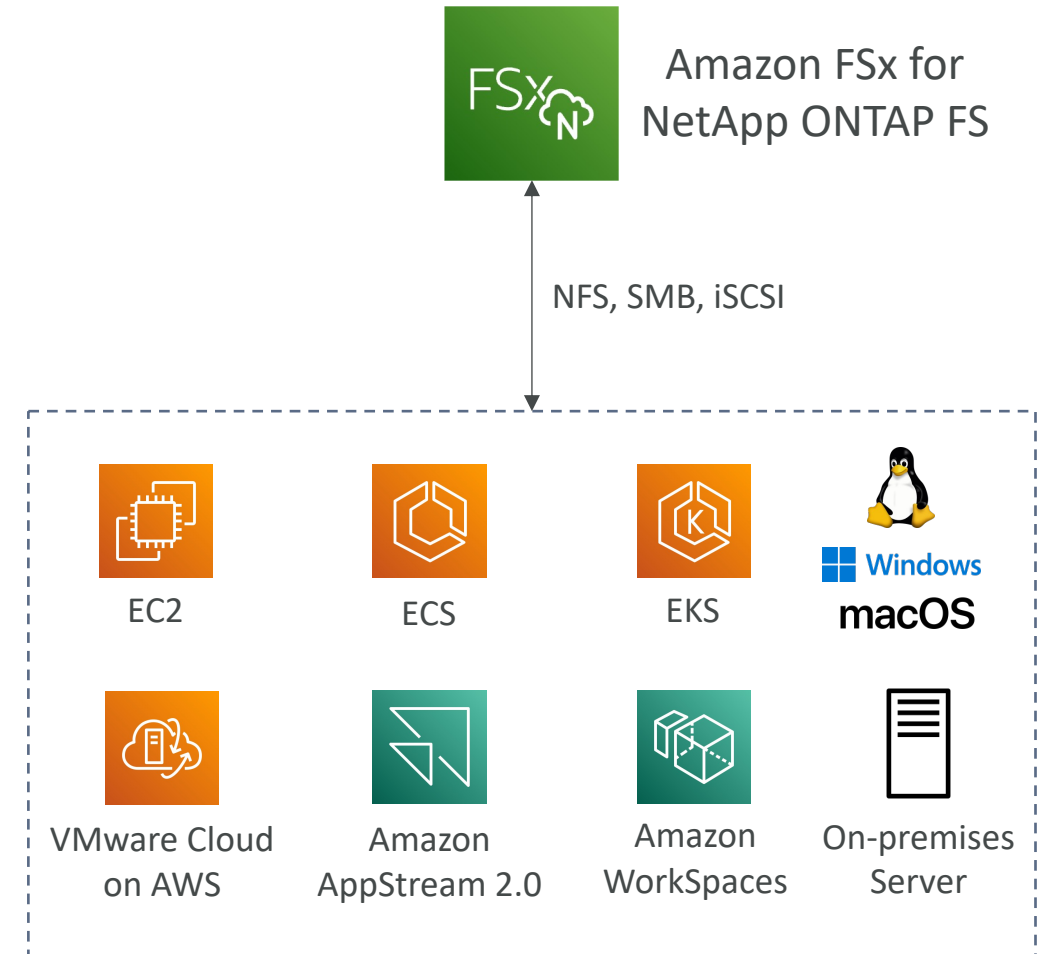 FSx
N
Amazon FSx for
NetApp ONTAP FS
NFS, SMB, iSCSI
EC2
ECS
K
EKS
Windows
macOS
VMware Cloud
on AWS
Amazon
AppStream 2.0
Amazon
WorkSpaces
On-premises
Server